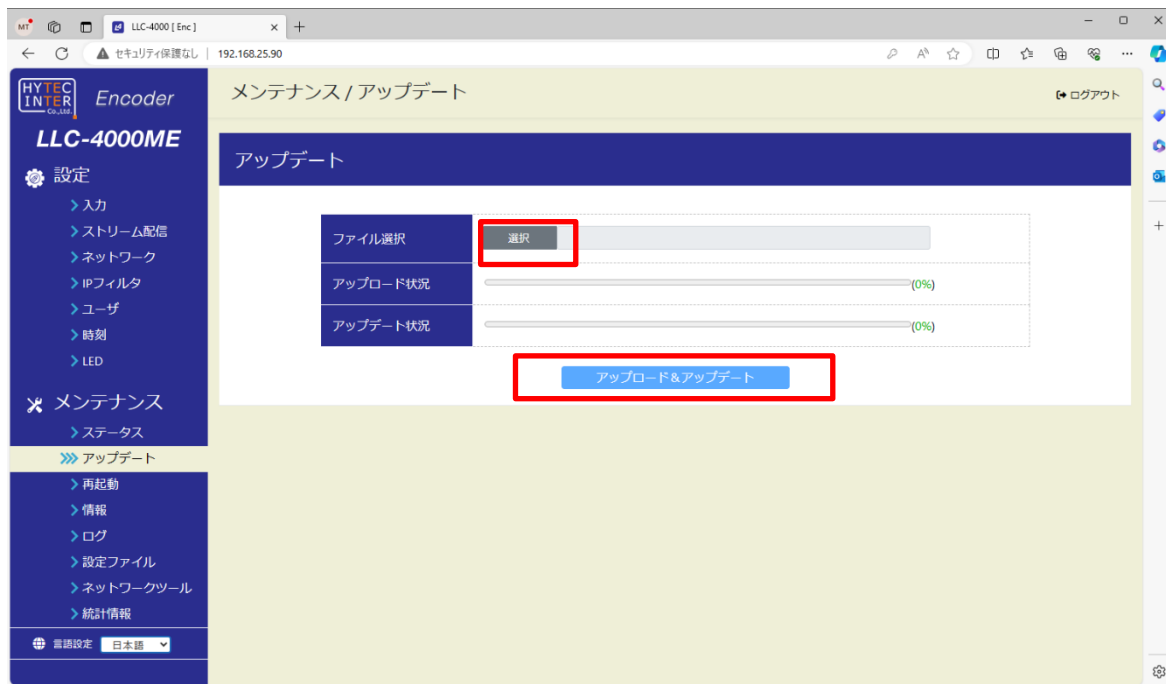 MT
LLC-4000 [ Enc ]
セキュリティ保護なし
192.168.25.90
HYTEC
INTER
Co.,Ltd.
Encoder
メンテナンス / アップデート
ログアウト
LLC-4000ME
アップデート
設定
入力
ストリーム配信
ネットワーク
IPフィルタ
ユーザ
時刻
LED
ファイル選択
選択
アップロード状況
(0%)
アップデート状況
(0%)
アップロード&アップデート
メンテナンス
ステータス
アップデート
再起動
情報
ログ
設定ファイル
ネットワークツール
統計情報
言語設定
日本語